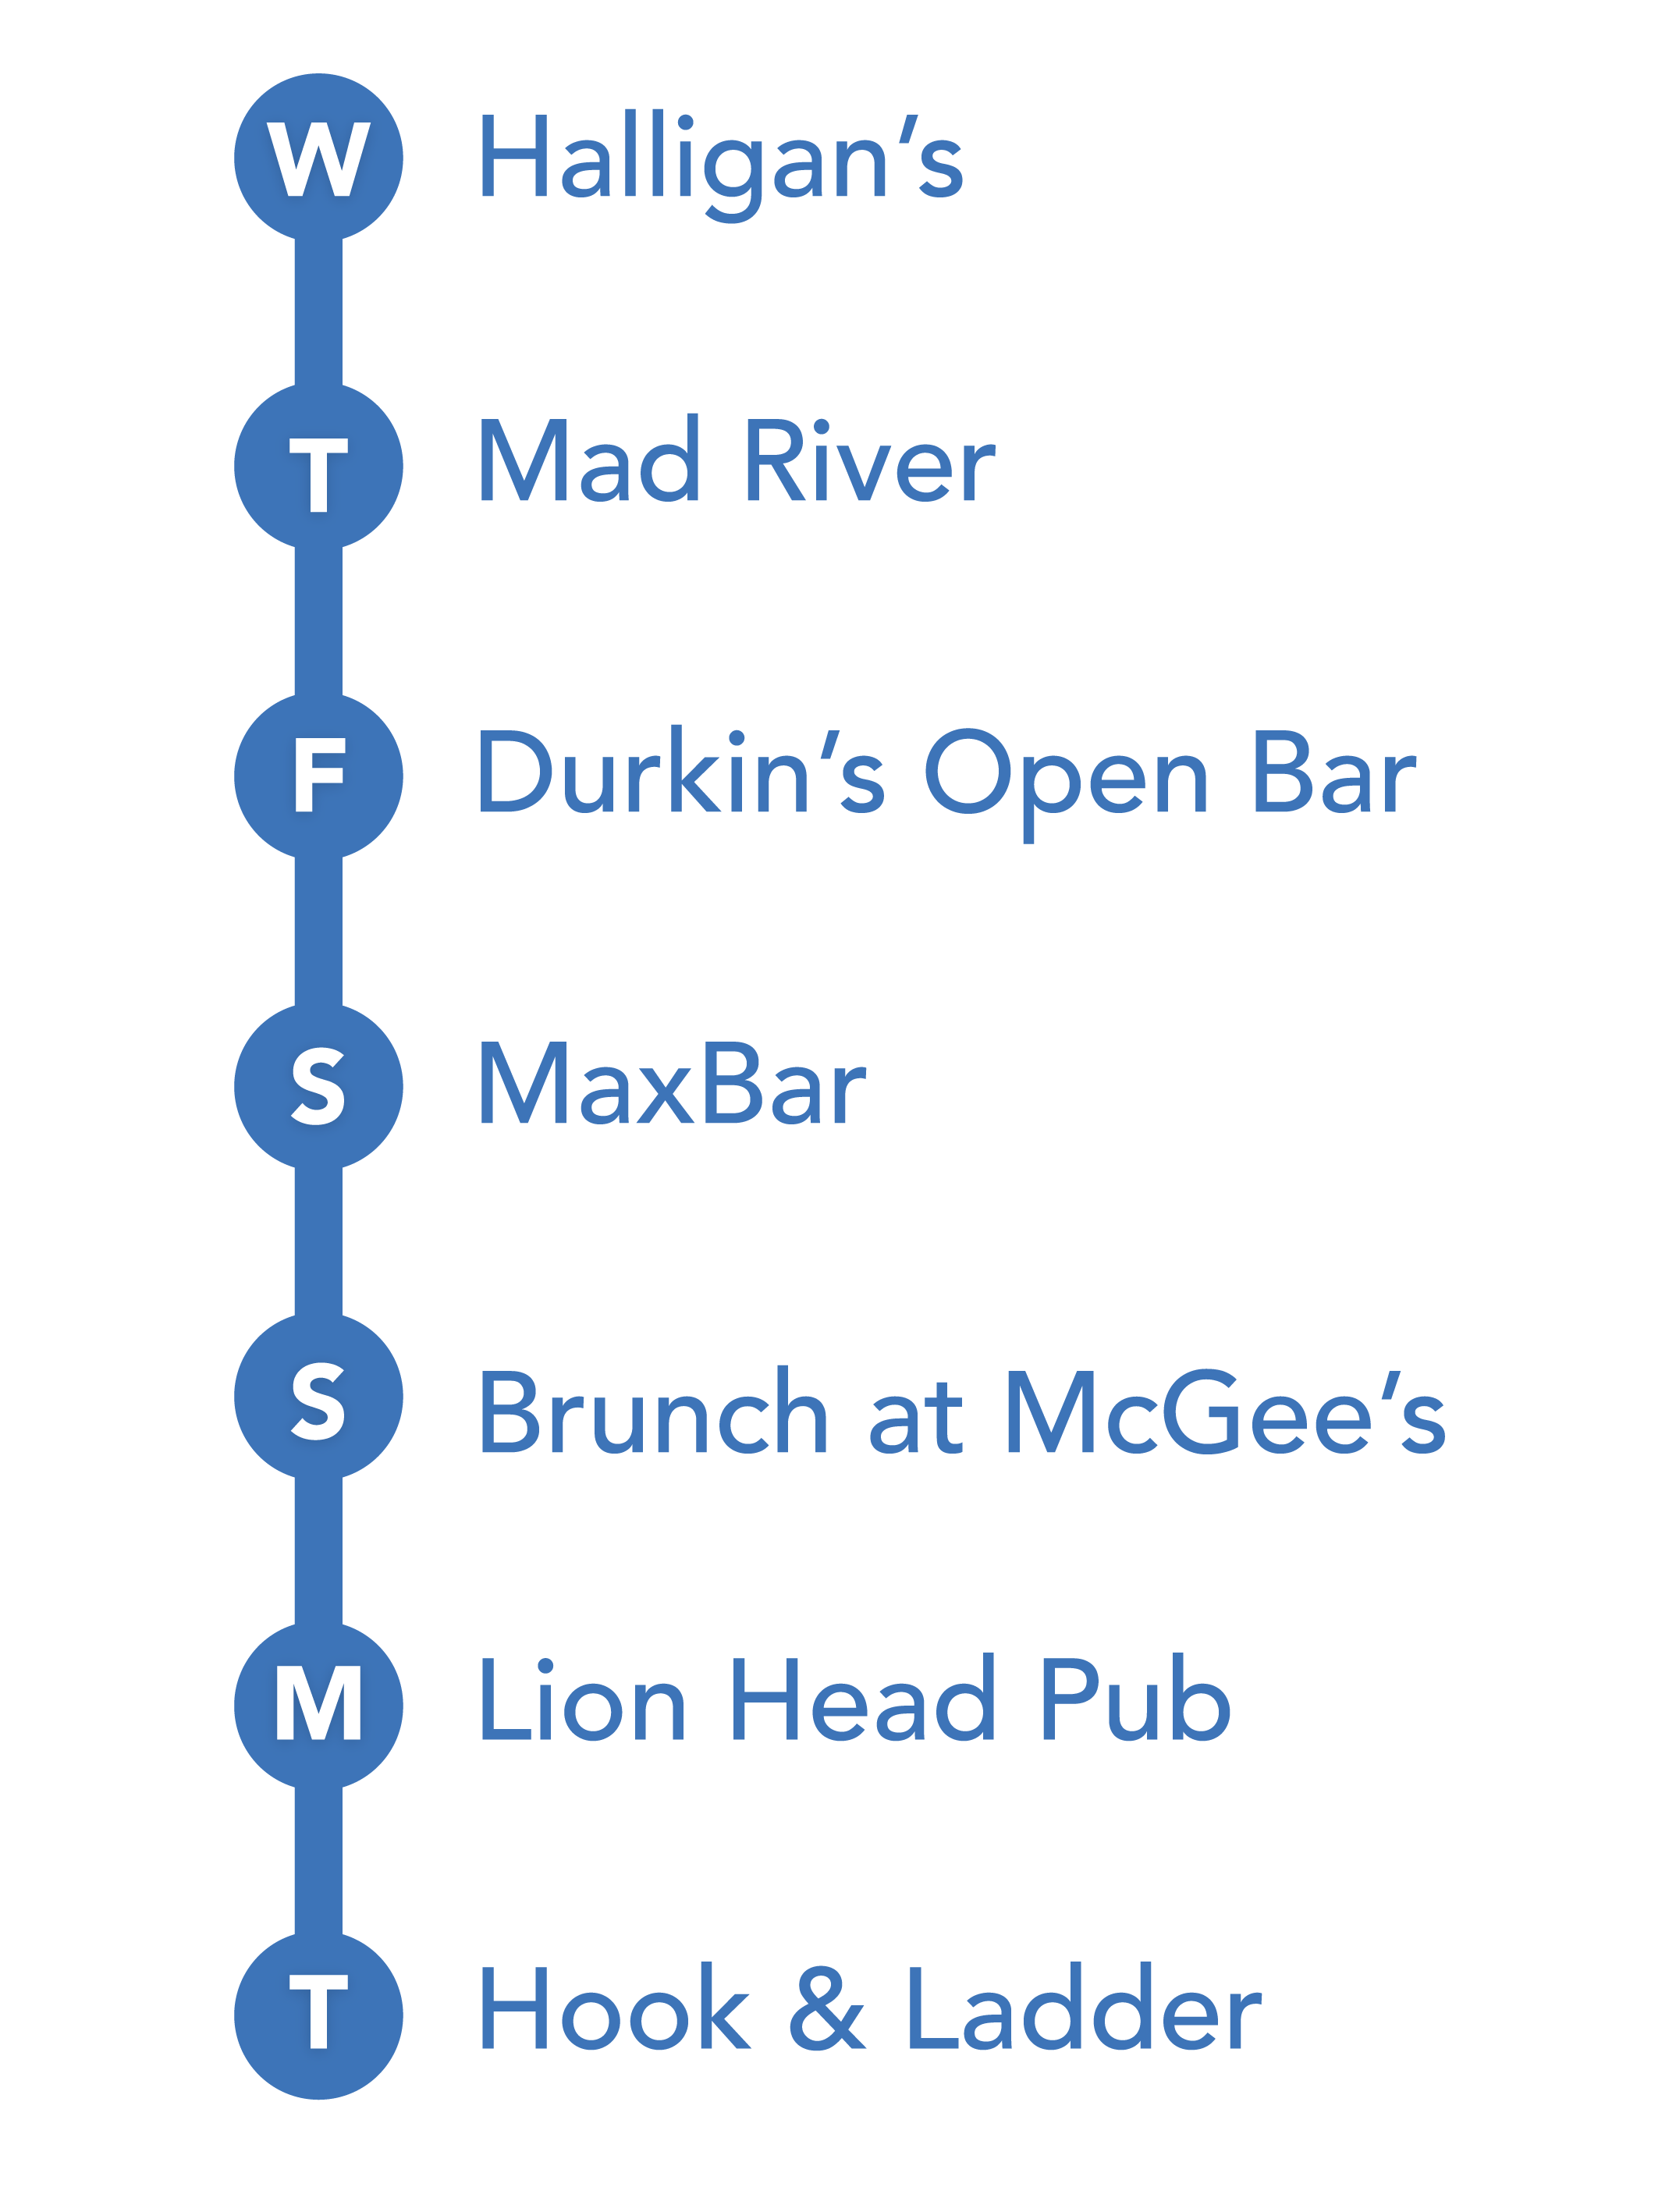 W Halligan’s
T Mad River
F Durkin’s Open Bar
S MaxBar
S Brunch at McGee’s
M Lion Head Pub
T Hook & Ladder